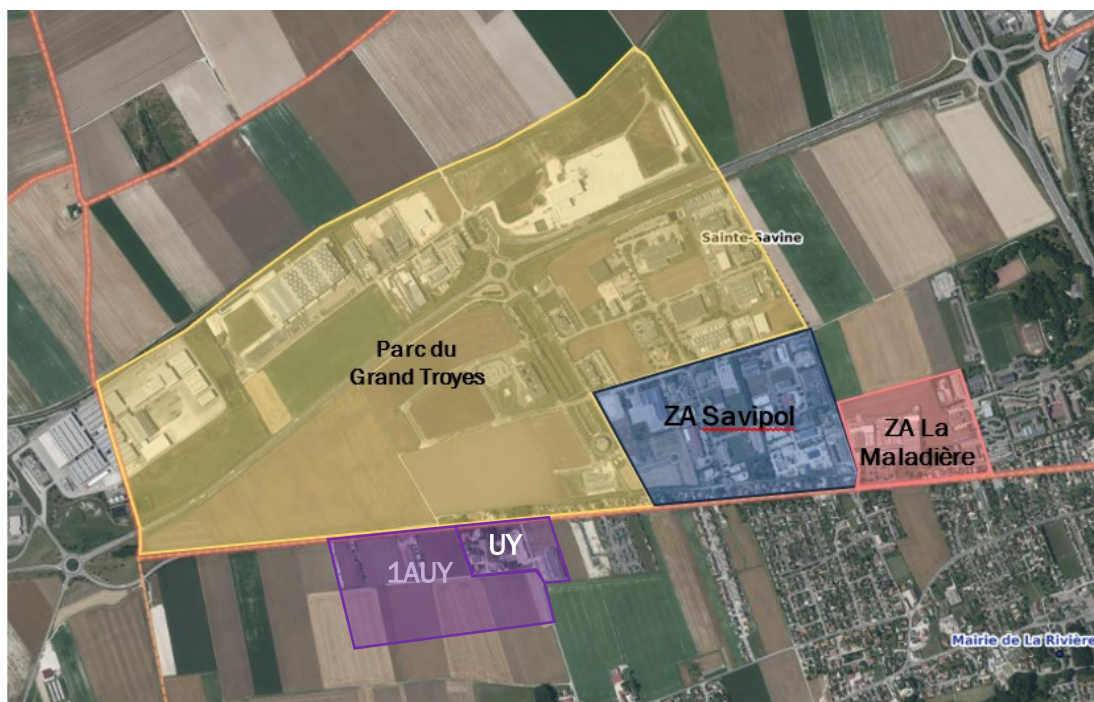 Sainte-Savine
Parc du
Grand Troyes
ZA Savipol
ZA La
Maladière
UY
1AUY
Mairie de La Rivière